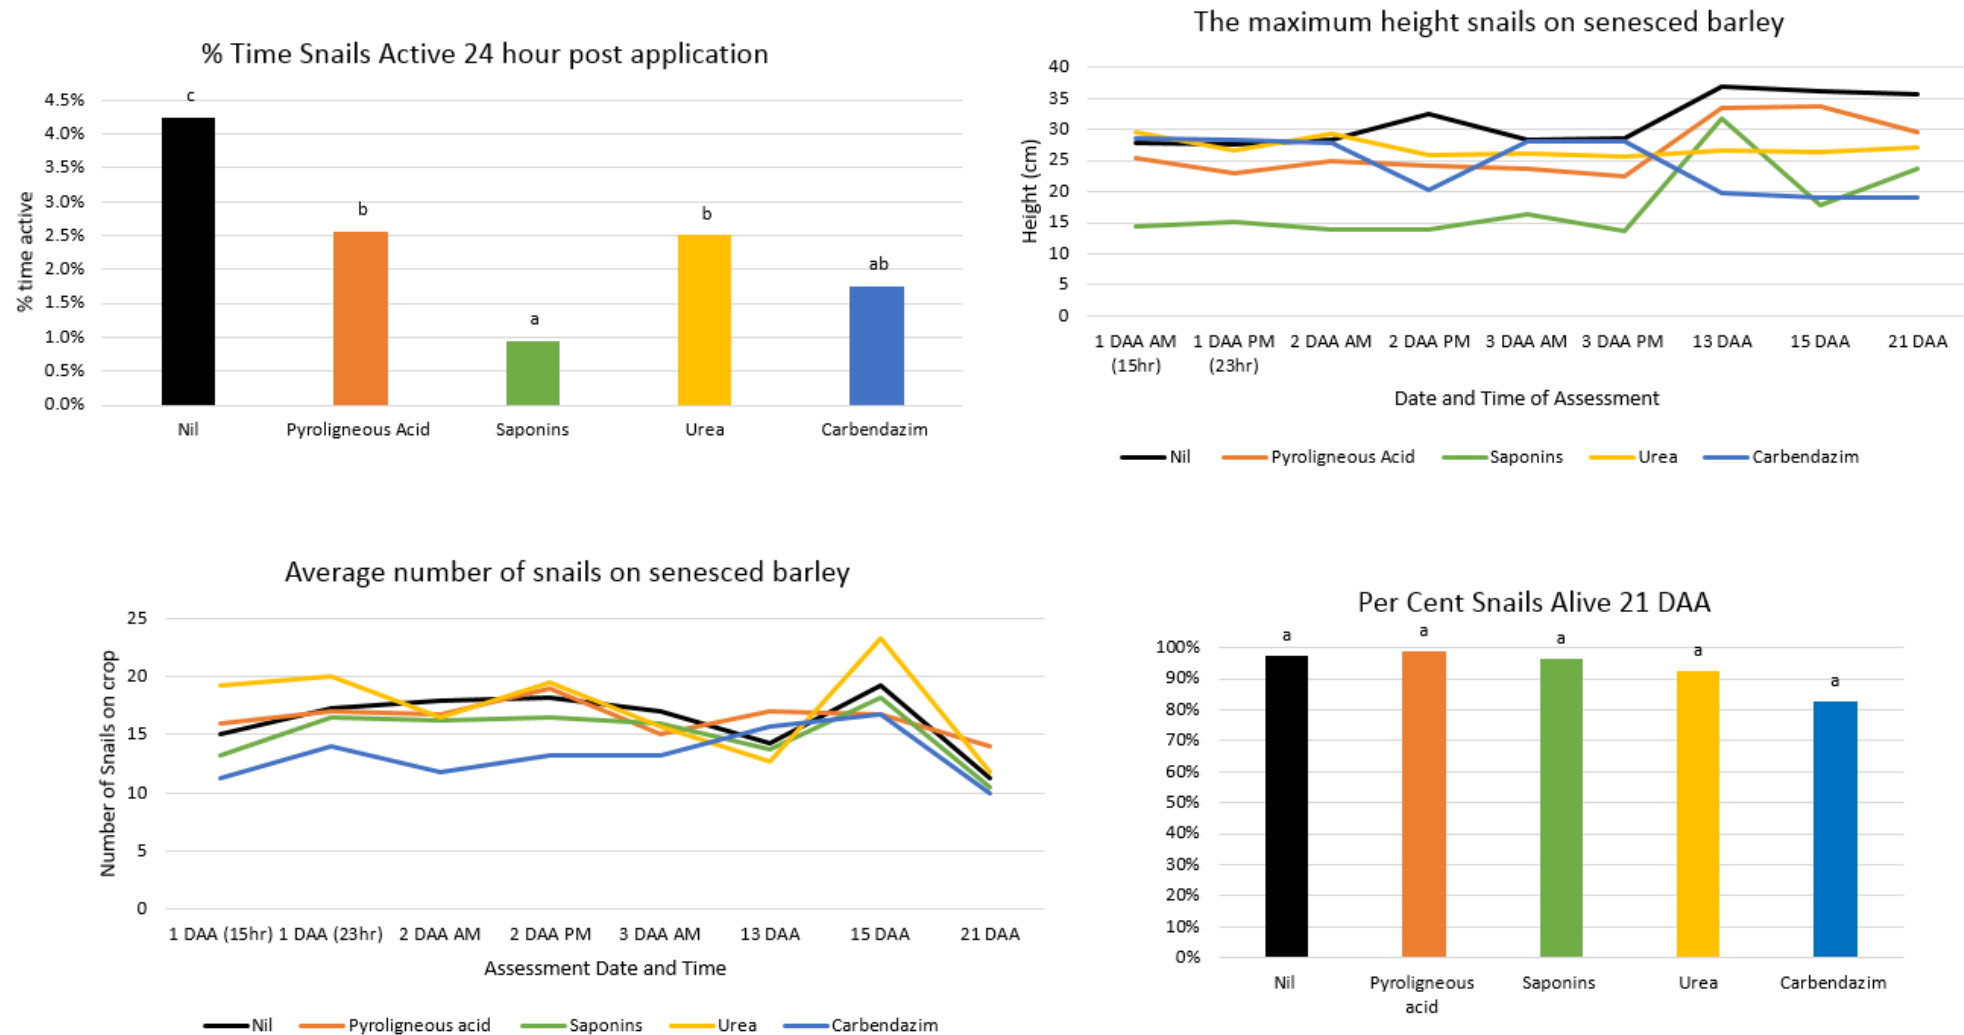 % Time Snails Active 24 hour post application
% time active
4.5%
4.0%
3.5%
3.0%
2.5%
2.0%
1.5%
1.0%
0.5%
0.0%
c
b
a
b
ab
Nil Pyroligneous Acid Saponins Urea Carbendazim
The maximum height snails on senesced barley
Height (cm)
40
35
30
25
20
15
10
5
0
1 DAA AM 1 DAA PM 2 DAA AM 2 DAA PM 3 DAA AM 3 DAA PM 13 DAA 15 DAA 21 DAA
(15hr) (23hr)
Date and Time of Assessment
Nil Pyroligneous Acid Saponins Urea Carbendazim
Average number of snails on senesced barley
Number of Snails on crop
25
20
15
10
5
0
1 DAA (15hr) 1 DAA (23hr) 2 DAA AM 2 DAA PM 3 DAA AM 13 DAA 15 DAA 21 DAA
Assessment Date and Time
Nil Pyroligneous acid Saponins Urea Carbendazim
Per Cent Snails Alive 21 DAA
100%
90%
80%
70%
60%
50%
40%
30%
20%
10%
0%
a
a
a
a
a
Nil Pyroligneous Saponins Urea Carbendazim
acid